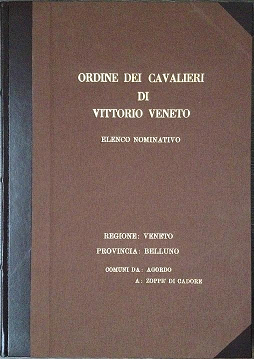 ORDINE DEI CAVALIERI
DI
VITTORIO VENETO
ELENCO NOMINATIVO
REGIONE: VENETO
PROVINCIA: BELLUNO
COMUNI DA: AGORDO
A: ZOPPE' DI CADORE